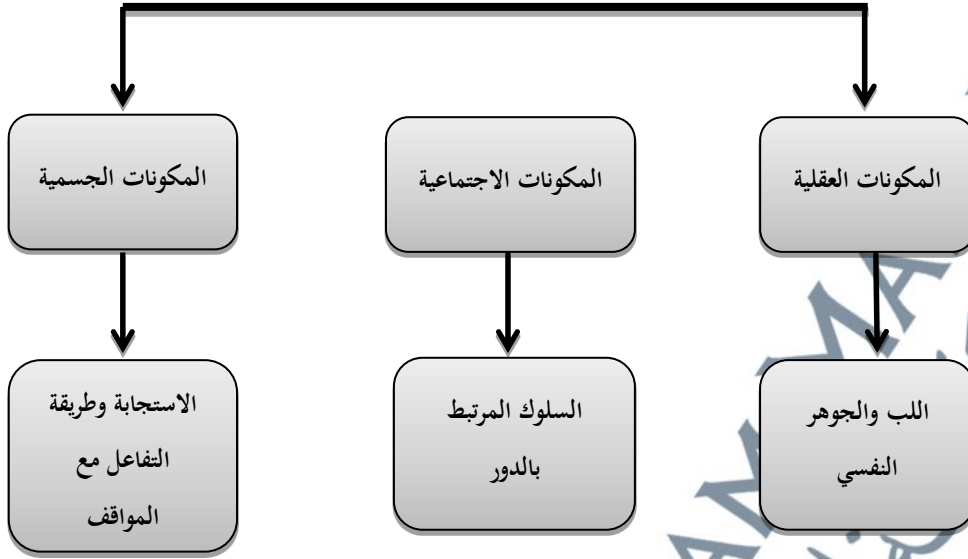 المكونات العقلية
المكونات الاجتماعية
المكونات الجسمية
اللب والجوهر
النفسي
السلوك المرتبط
بالدور
الاستجابة وطريقة
التفاعل مع
المواقف